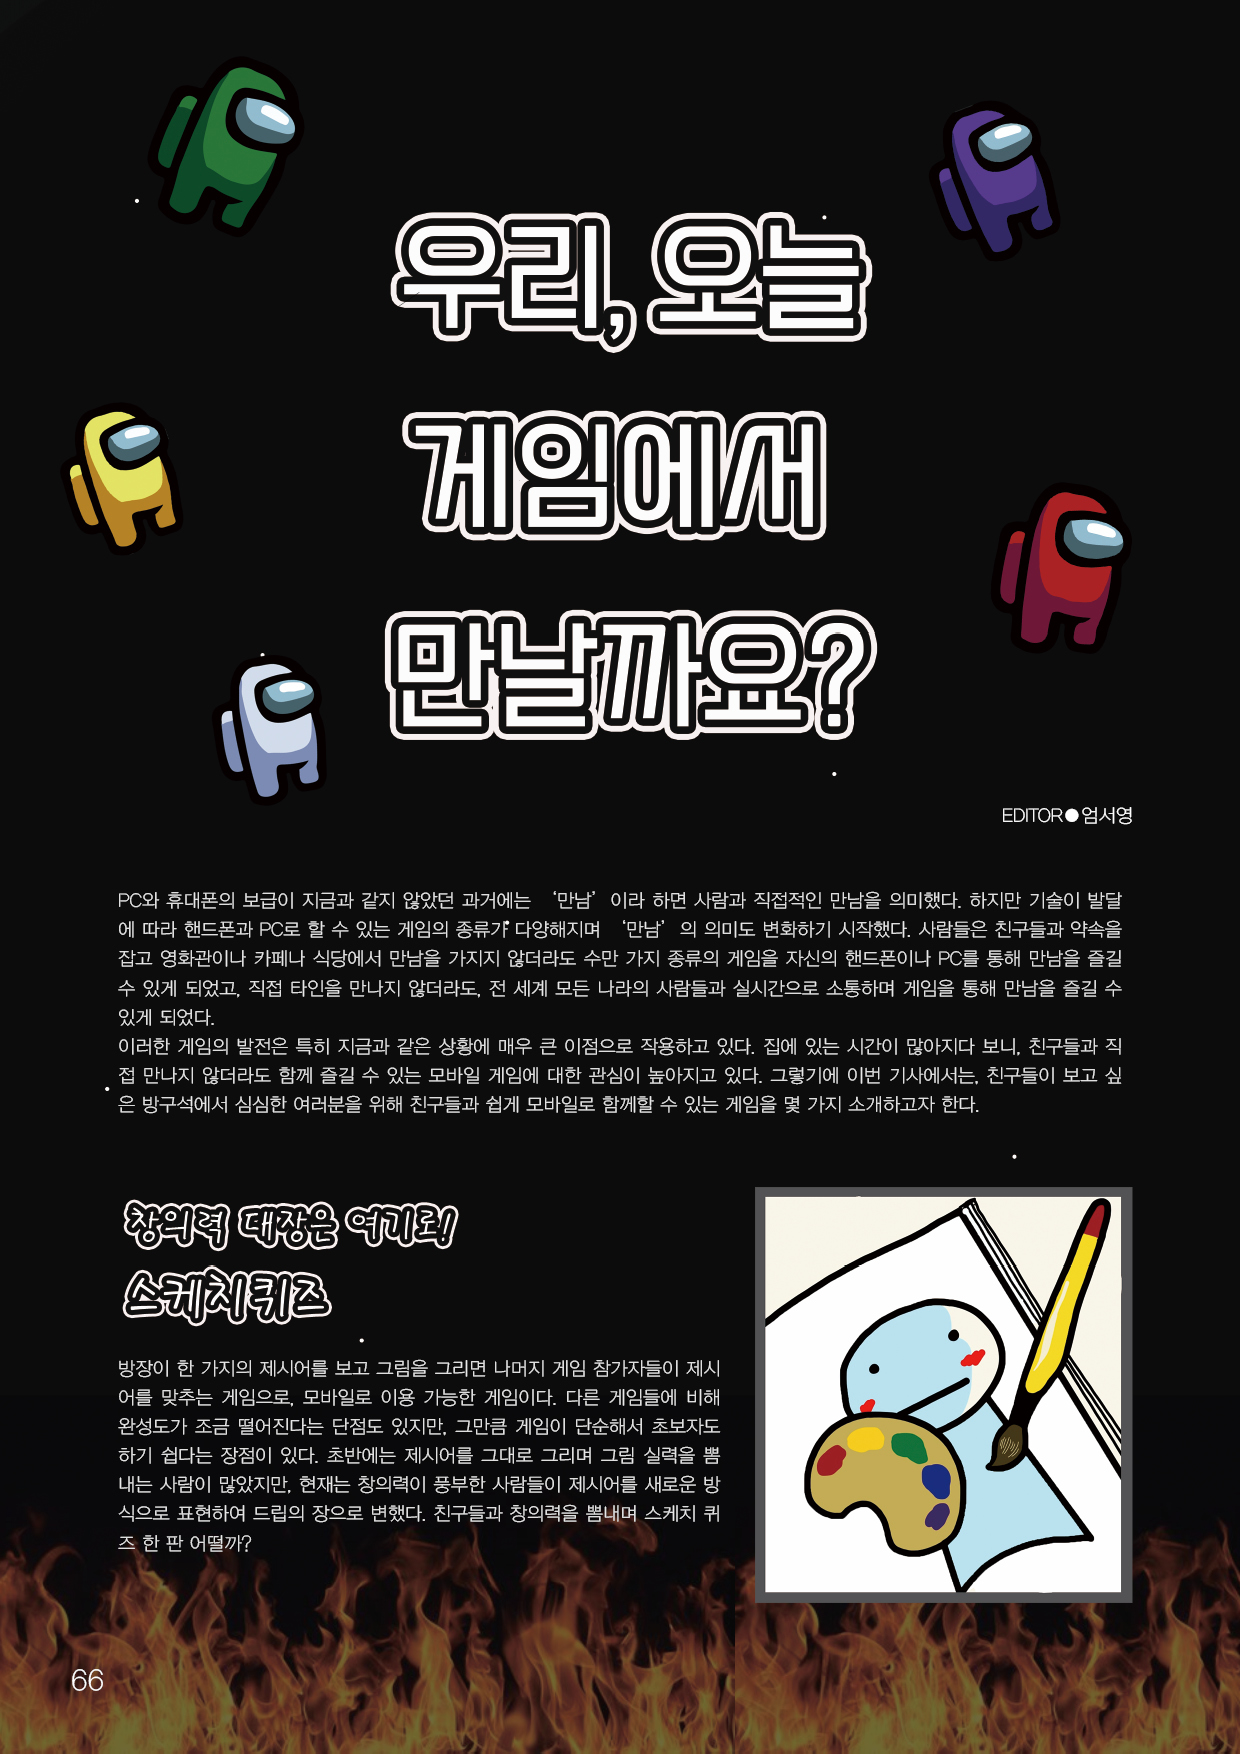 우리, 오늘
게임에서
만날까요?
EDITOR●엄서영
PC와 휴대폰의 보급이 지금과 같지 않았던 과거에는 ‘만남’이라 하면 사람과 직접적인 만남을 의미했다. 하지만 기술이 발달
에 따라 핸드폰과 PC로 할 수 있는 게임의 종류가 다양해지며 ‘만남’의 의미도 변화하기 시작했다. 사람들은 친구들과 약속을
잡고 영화관이나 카페나 식당에서 만남을 가지지 않더라도 수만 가지 종류의 게임을 자신의 핸드폰이나 PC를 통해 만남을 즐길
수 있게 되었고, 직접 타인을 만나지 않더라도, 전 세계 모든 나라의 사람들과 실시간으로 소통하며 게임을 통해 만남을 즐길 수
있게 되었다.
이러한 게임의 발전은 특히 지금과 같은 상황에 매우 큰 이점으로 작용하고 있다. 집에 있는 시간이 많아지다 보니, 친구들과 직
접 만나지 않더라도 함께 즐길 수 있는 모바일 게임에 대한 관심이 높아지고 있다. 그렇기에 이번 기사에서는, 친구들이 보고 싶
은 방구석에서 심심한 여러분을 위해 친구들과 쉽게 모바일로 함께할 수 있는 게임을 몇 가지 소개하고자 한다.
창의력 대장은 여기로!
스케치퀴즈
방장이 한 가지의 제시어를 보고 그림을 그리면 나머지 게임 참가자들이 제시
어를 맞추는 게임으로, 모바일로 이용 가능한 게임이다. 다른 게임들에 비해
완성도가 조금 떨어진다는 단점도 있지만, 그만큼 게임이 단순해서 초보자도
하기 쉽다는 장점이 있다. 초반에는 제시어를 그대로 그리며 그림 실력을 뽐
내는 사람이 많았지만, 현재는 창의력이 풍부한 사람들이 제시어를 새로운 방
식으로 표현하여 드립의 장으로 변했다. 친구들과 창의력을 뽐내며 스케치 퀴
즈 한 판 어떨까?
66